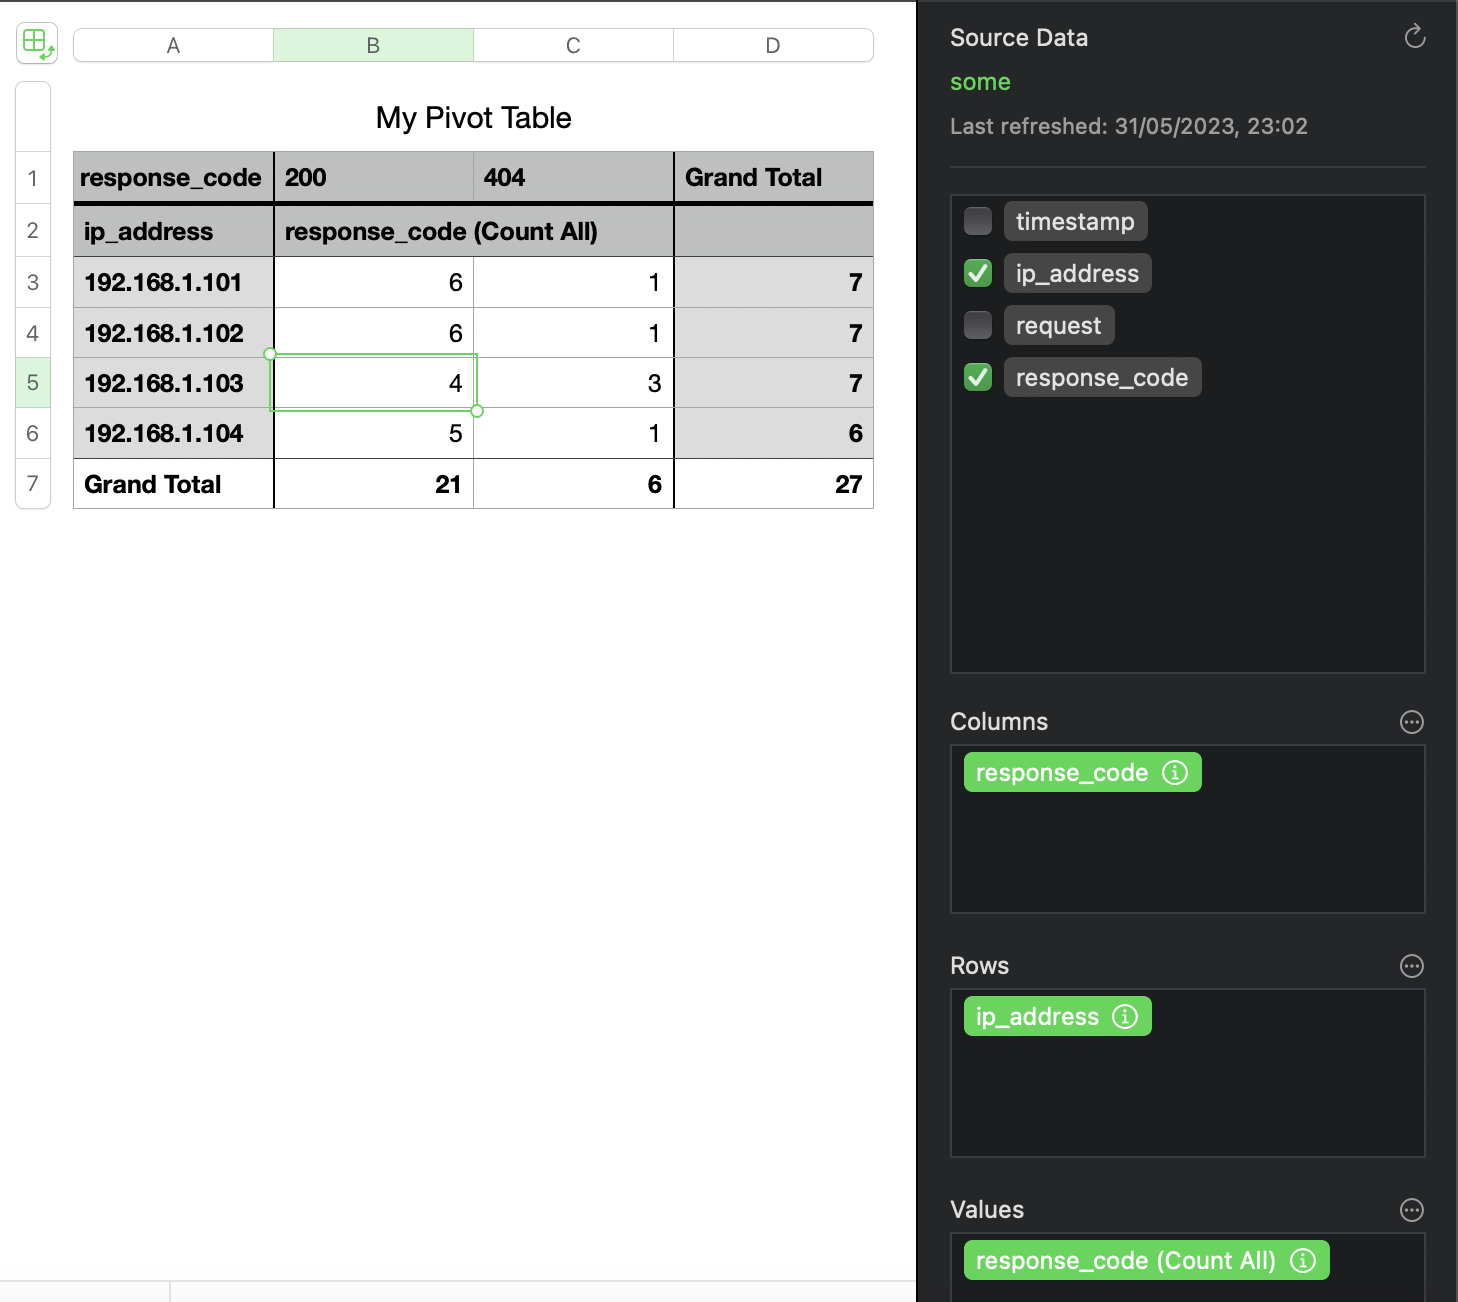 A B C D
My Pivot Table
1 response_code 200 404 Grand Total
2 ip_address response_code (Count All)
3 192.168.1.101 6 1 7
4 192.168.1.102 6 1 7
5 192.168.1.103 4 3 7
6 192.168.1.104 5 1 6
7 Grand Total 21 6 27
Source Data
some
Last refreshed: 31/05/2023, 23:02
timestamp
ip_address
request
response_code
Columns
response_code
Rows
ip_address
Values
response_code (Count All)